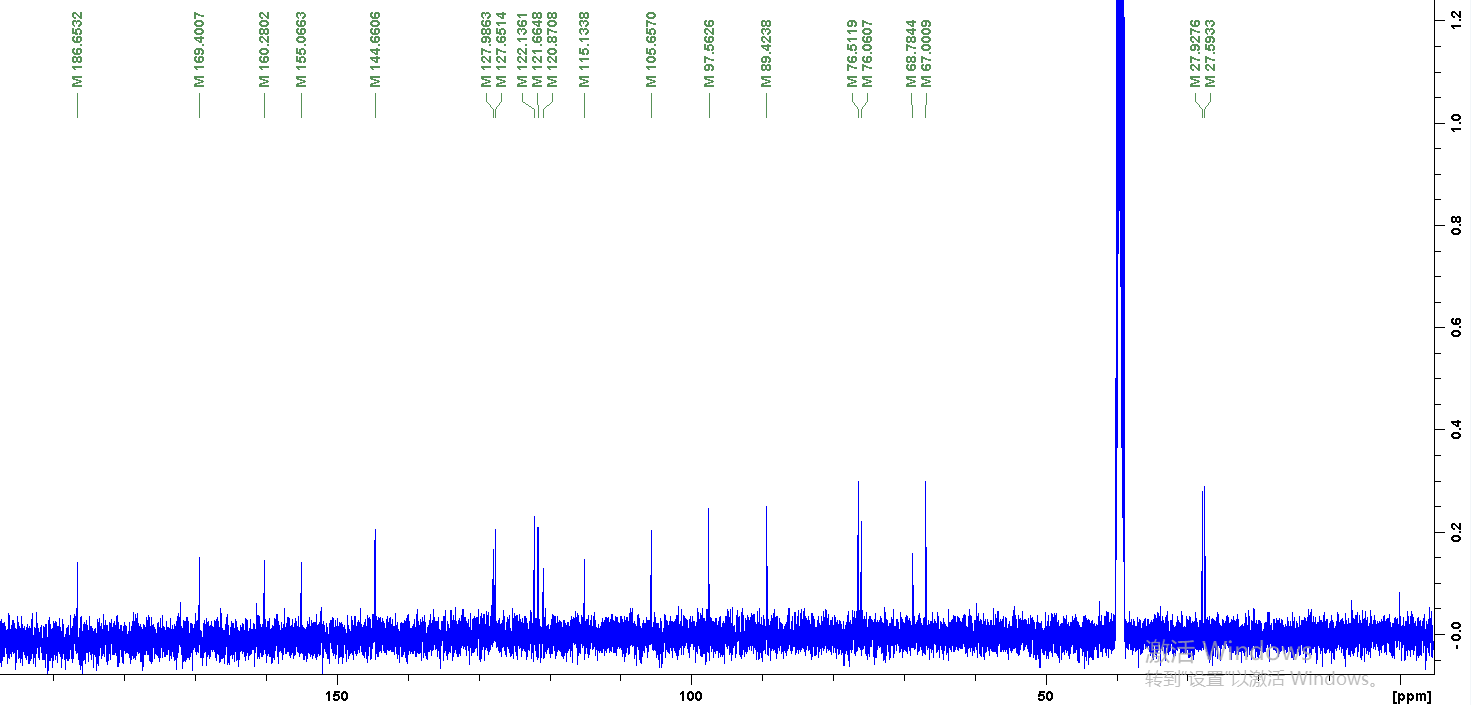 M 186.6532
M 169.4007
M 160.2802
M 155.0663
M 144.6606
M 127.9863
M 127.6514
M 122.1361
M 121.6648
M 120.8708
M 115.1338
M 105.6570
M 97.5626
M 89.4238
M 76.5119
M 76.0607
M 68.7844
M 67.0009
M 27.9276
M 27.5933
1.2
1.0
0.8
0.6
0.4
0.2
-0.0
激活 Windows
转到"设置"以激活 Windows。
150
100
50
[ppm]